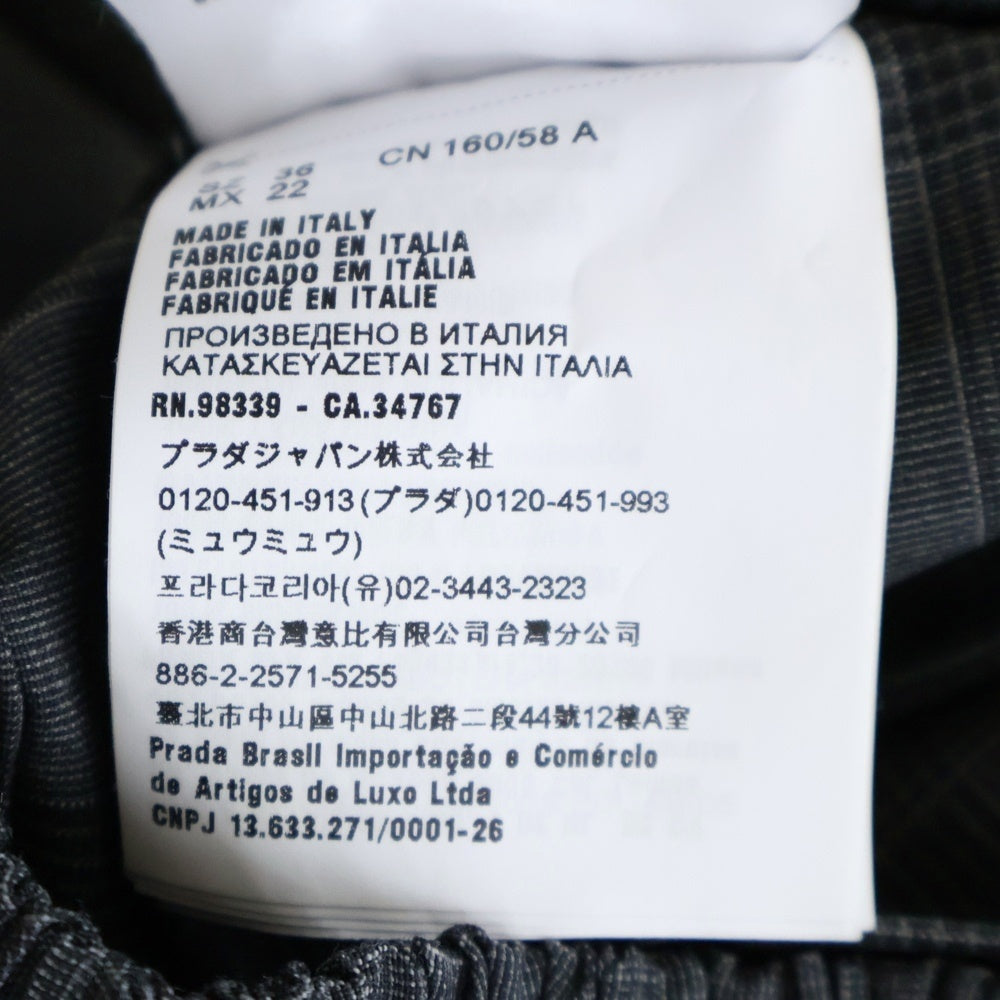 36 CN 160/58 A
MX 22
MADE IN ITALY
FABRICADO EN ITALIA
FABRICADO EM ITÁLIA
FABRIQUÉ EN ITALIE
ПРОИЗВЕДЕНО В ИТАЛИЯ
ΚΑΤΑΣΚΕΥΑΖΕΤΑΙ ΣΤΗΝ ΙΤΑΛΙΑ
RN.98339 - CA.34767
プラダジャパン株式会社
0120-451-913(プラダ)0120-451-993
(ミュウミュウ)
프라다코리아(유)02-3443-2323
香港商台灣意比有限公司台灣分公司
886-2-2571-5255
臺北市中山區中山北路二段44號12樓A室
Prada Brasil Importação e Comércio
de Artigos de Luxo Ltda
CNPJ 13.633.271/0001-26